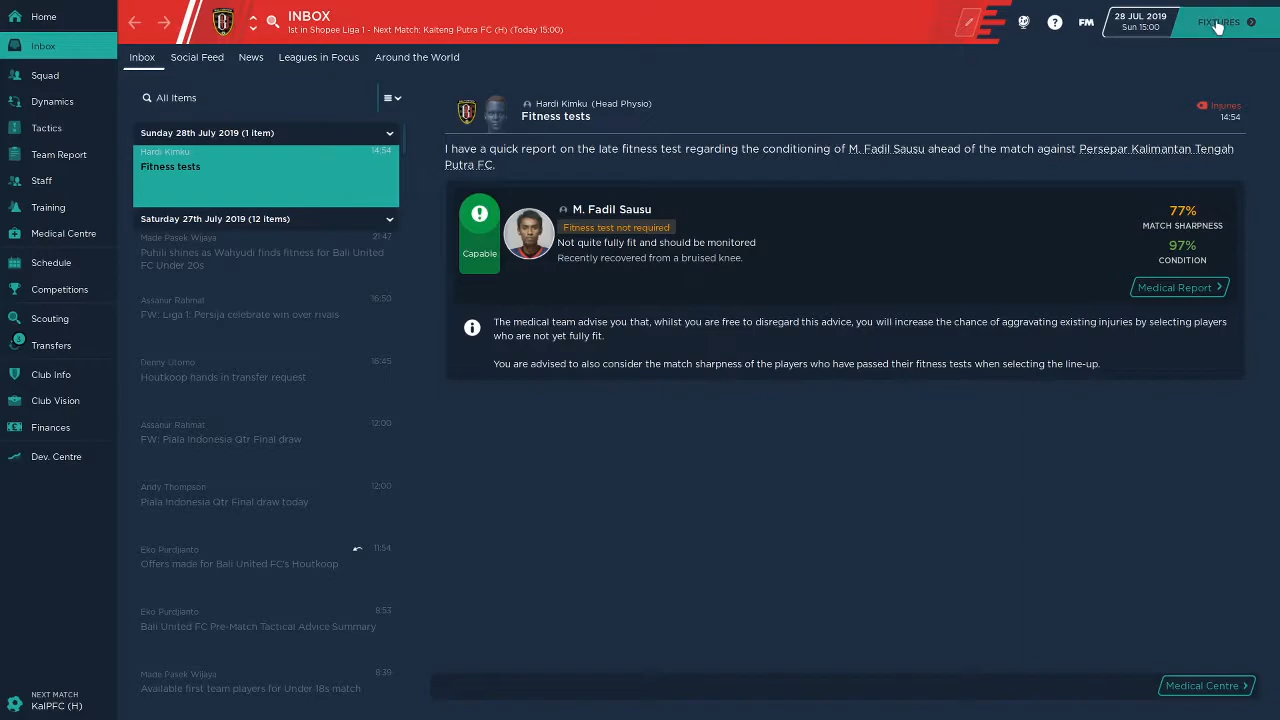 Home
Inbox
Squad
Dynamics
Tactics
Team Report
Staff
Training
Medical Centre
Schedule
Competitions
Scouting
3
Transfers
Club Info
Club Vision
Finances
Dev. Centre
NEXT MATCH
KalPFC (H)
INBOX
1st in Shopee Liga 1 - Next Match: Kalteng Putra FC (H) (Today 15:00)
?
FM
28 JUL 2019
Sun 15:00
FIXTURES
Inbox
Social Feed
News
Leagues in Focus
Around the World
All Items
Sunday 28th July 2019 (1 item)
Hardi Kimku
14:54
Fitness tests
Saturday 27th July 2019 (12 items)
Made Pasek Wijaya
21:47
Puhili shines as Wahyudi finds fitness for Bali United
FC Under 20s
Assanur Rahmat
16:50
FW: Liga 1: Persija celebrate win over rivals
Denny Utomo
16:45
Houtkoop hands in transfer request
Assanur Rahmat
12:00
FW: Piala Indonesia Qtr Final draw
Andy Thompson
12:00
Piala Indonesia Qtr Final draw today
Eko Purdjianto
11:54
Offers made for Bali United FC's Houtkoop
Eko Purdjianto
8:53
Bali United FC Pre-Match Tactical Advice Summary
Made Pasek Wijaya
8:39
Available first team players for Under 18s match
Hardi Kimku (Head Physio)
Fitness tests
Injuries
14:54
I have a quick report on the late fitness test regarding the conditioning of M. Fadil Sausu ahead of the match against Persepar Kalimantan Tengah
Putra FC.
Capable
M. Fadil Sausu
Fitness test not required
Not quite fully fit and should be monitored
Recently recovered from a bruised knee.
77%
MATCH SHARPNESS
97%
CONDITION
Medical Report
The medical team advise you that, whilst you are free to disregard this advice, you will increase the chance of aggravating existing injuries by selecting players
who are not yet fully fit.
You are advised to also consider the match sharpness of the players who have passed their fitness tests when selecting the line-up.
Medical Centre